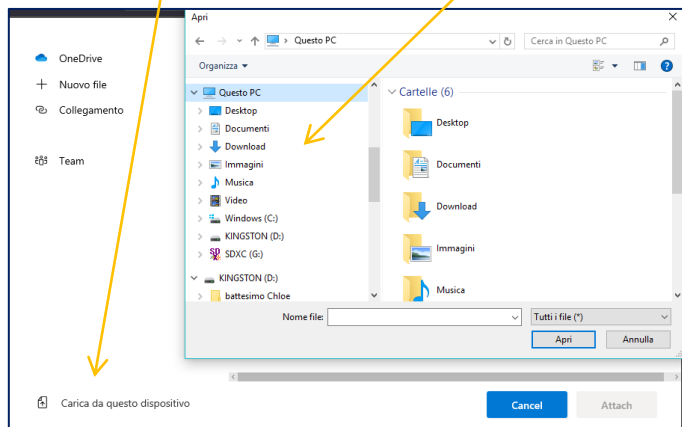 Apri
Questo PC
Cerca in Questo PC
Organizza
OneDrive
Nuovo file
Collegamento
Team
Questo PC
Desktop
Documenti
Download
Immagini
Musica
Video
Windows (C:)
KINGSTON (D:)
SDXC (G:)
KINGSTON (D:)
battesimo Chloe
Cartelle (6)
Desktop
Documenti
Download
Immagini
Musica
Nome file:
Tutti i file (*)
Apri
Annulla
Carica da questo dispositivo
Cancel
Attach